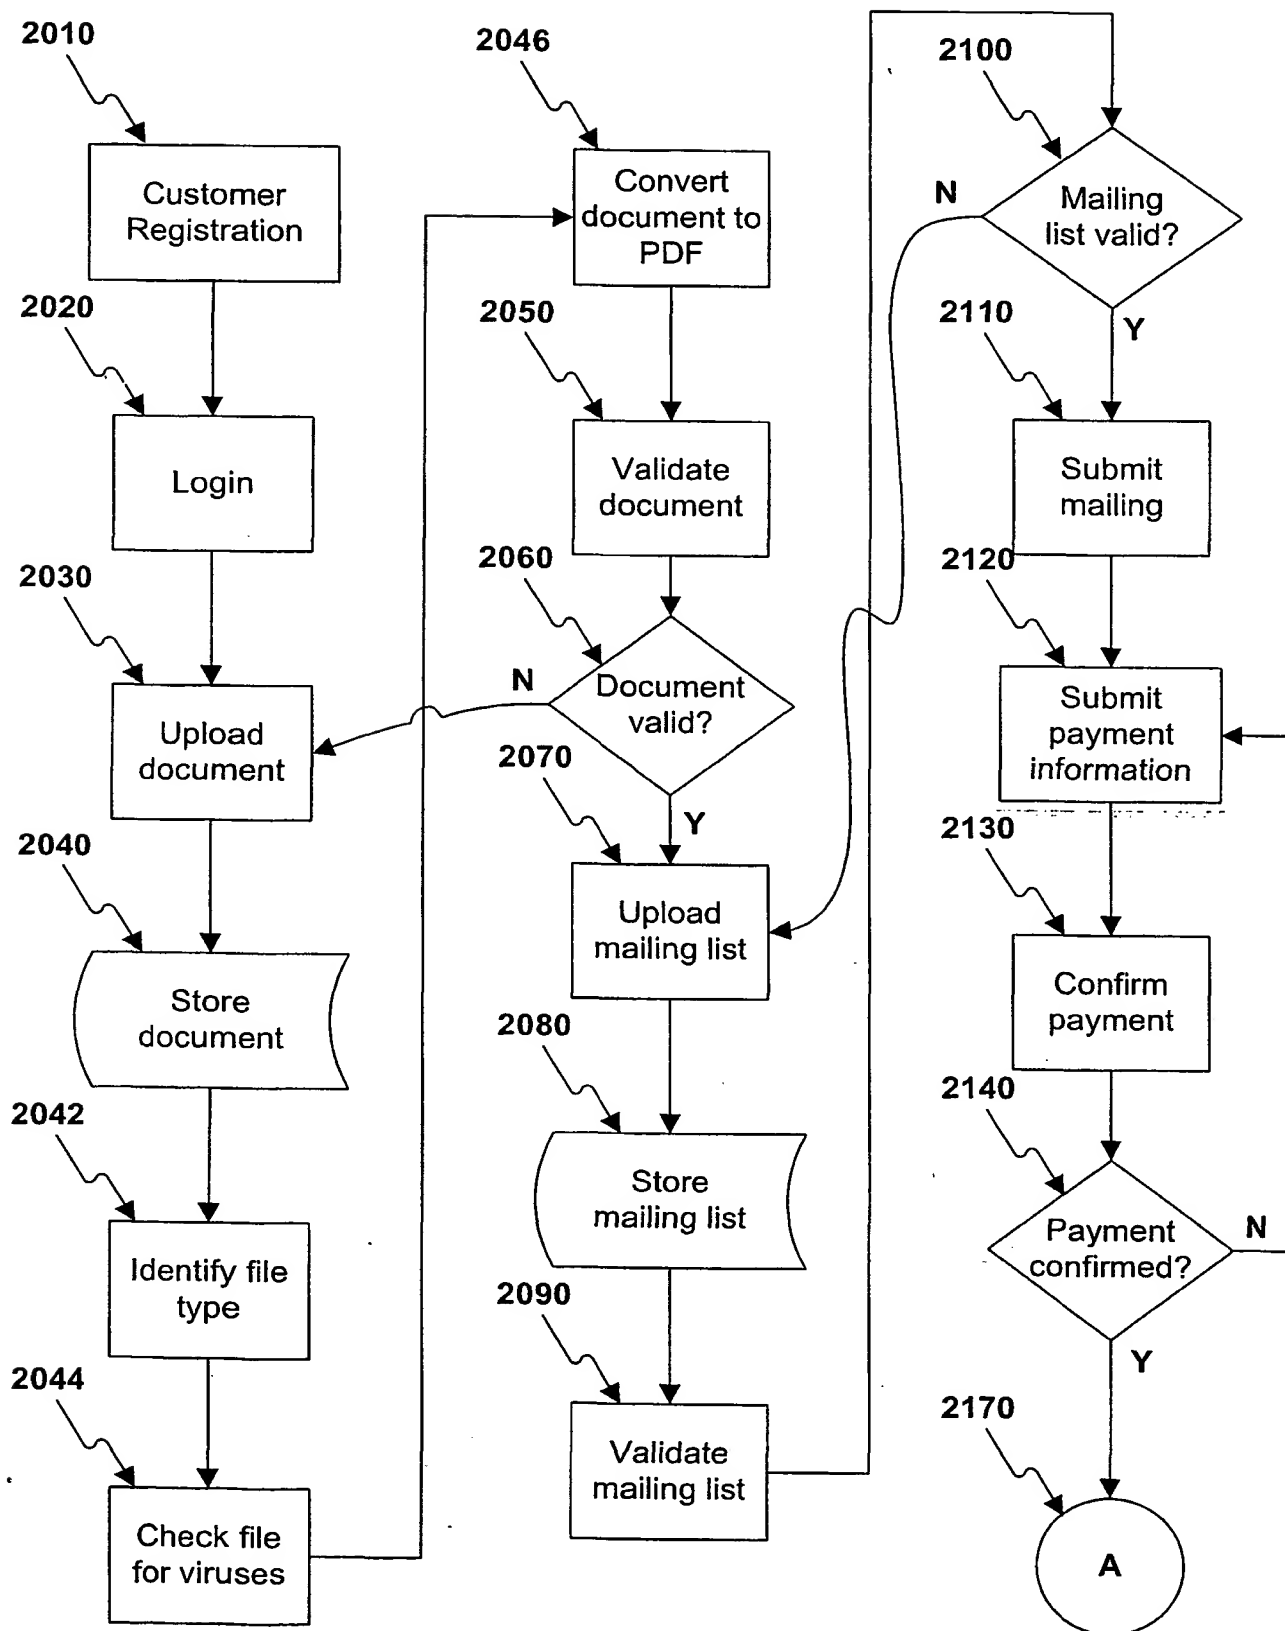 2010
Customer
Registration
2020
Login
2030
Upload
document
2040
Store
document
2042
Identify file
type
2044
Check file
for viruses
2046
Convert
document to
PDF
2050
Validate
document
2060
Document
valid?
N
Y
2070
Upload
mailing list
2080
Store
mailing list
2090
Validate
mailing list
2100
Mailing
list valid?
N
Y
2110
Submit
mailing
2120
Submit
payment
information
2130
Confirm
payment
2140
Payment
confirmed?
N
Y
2170
A